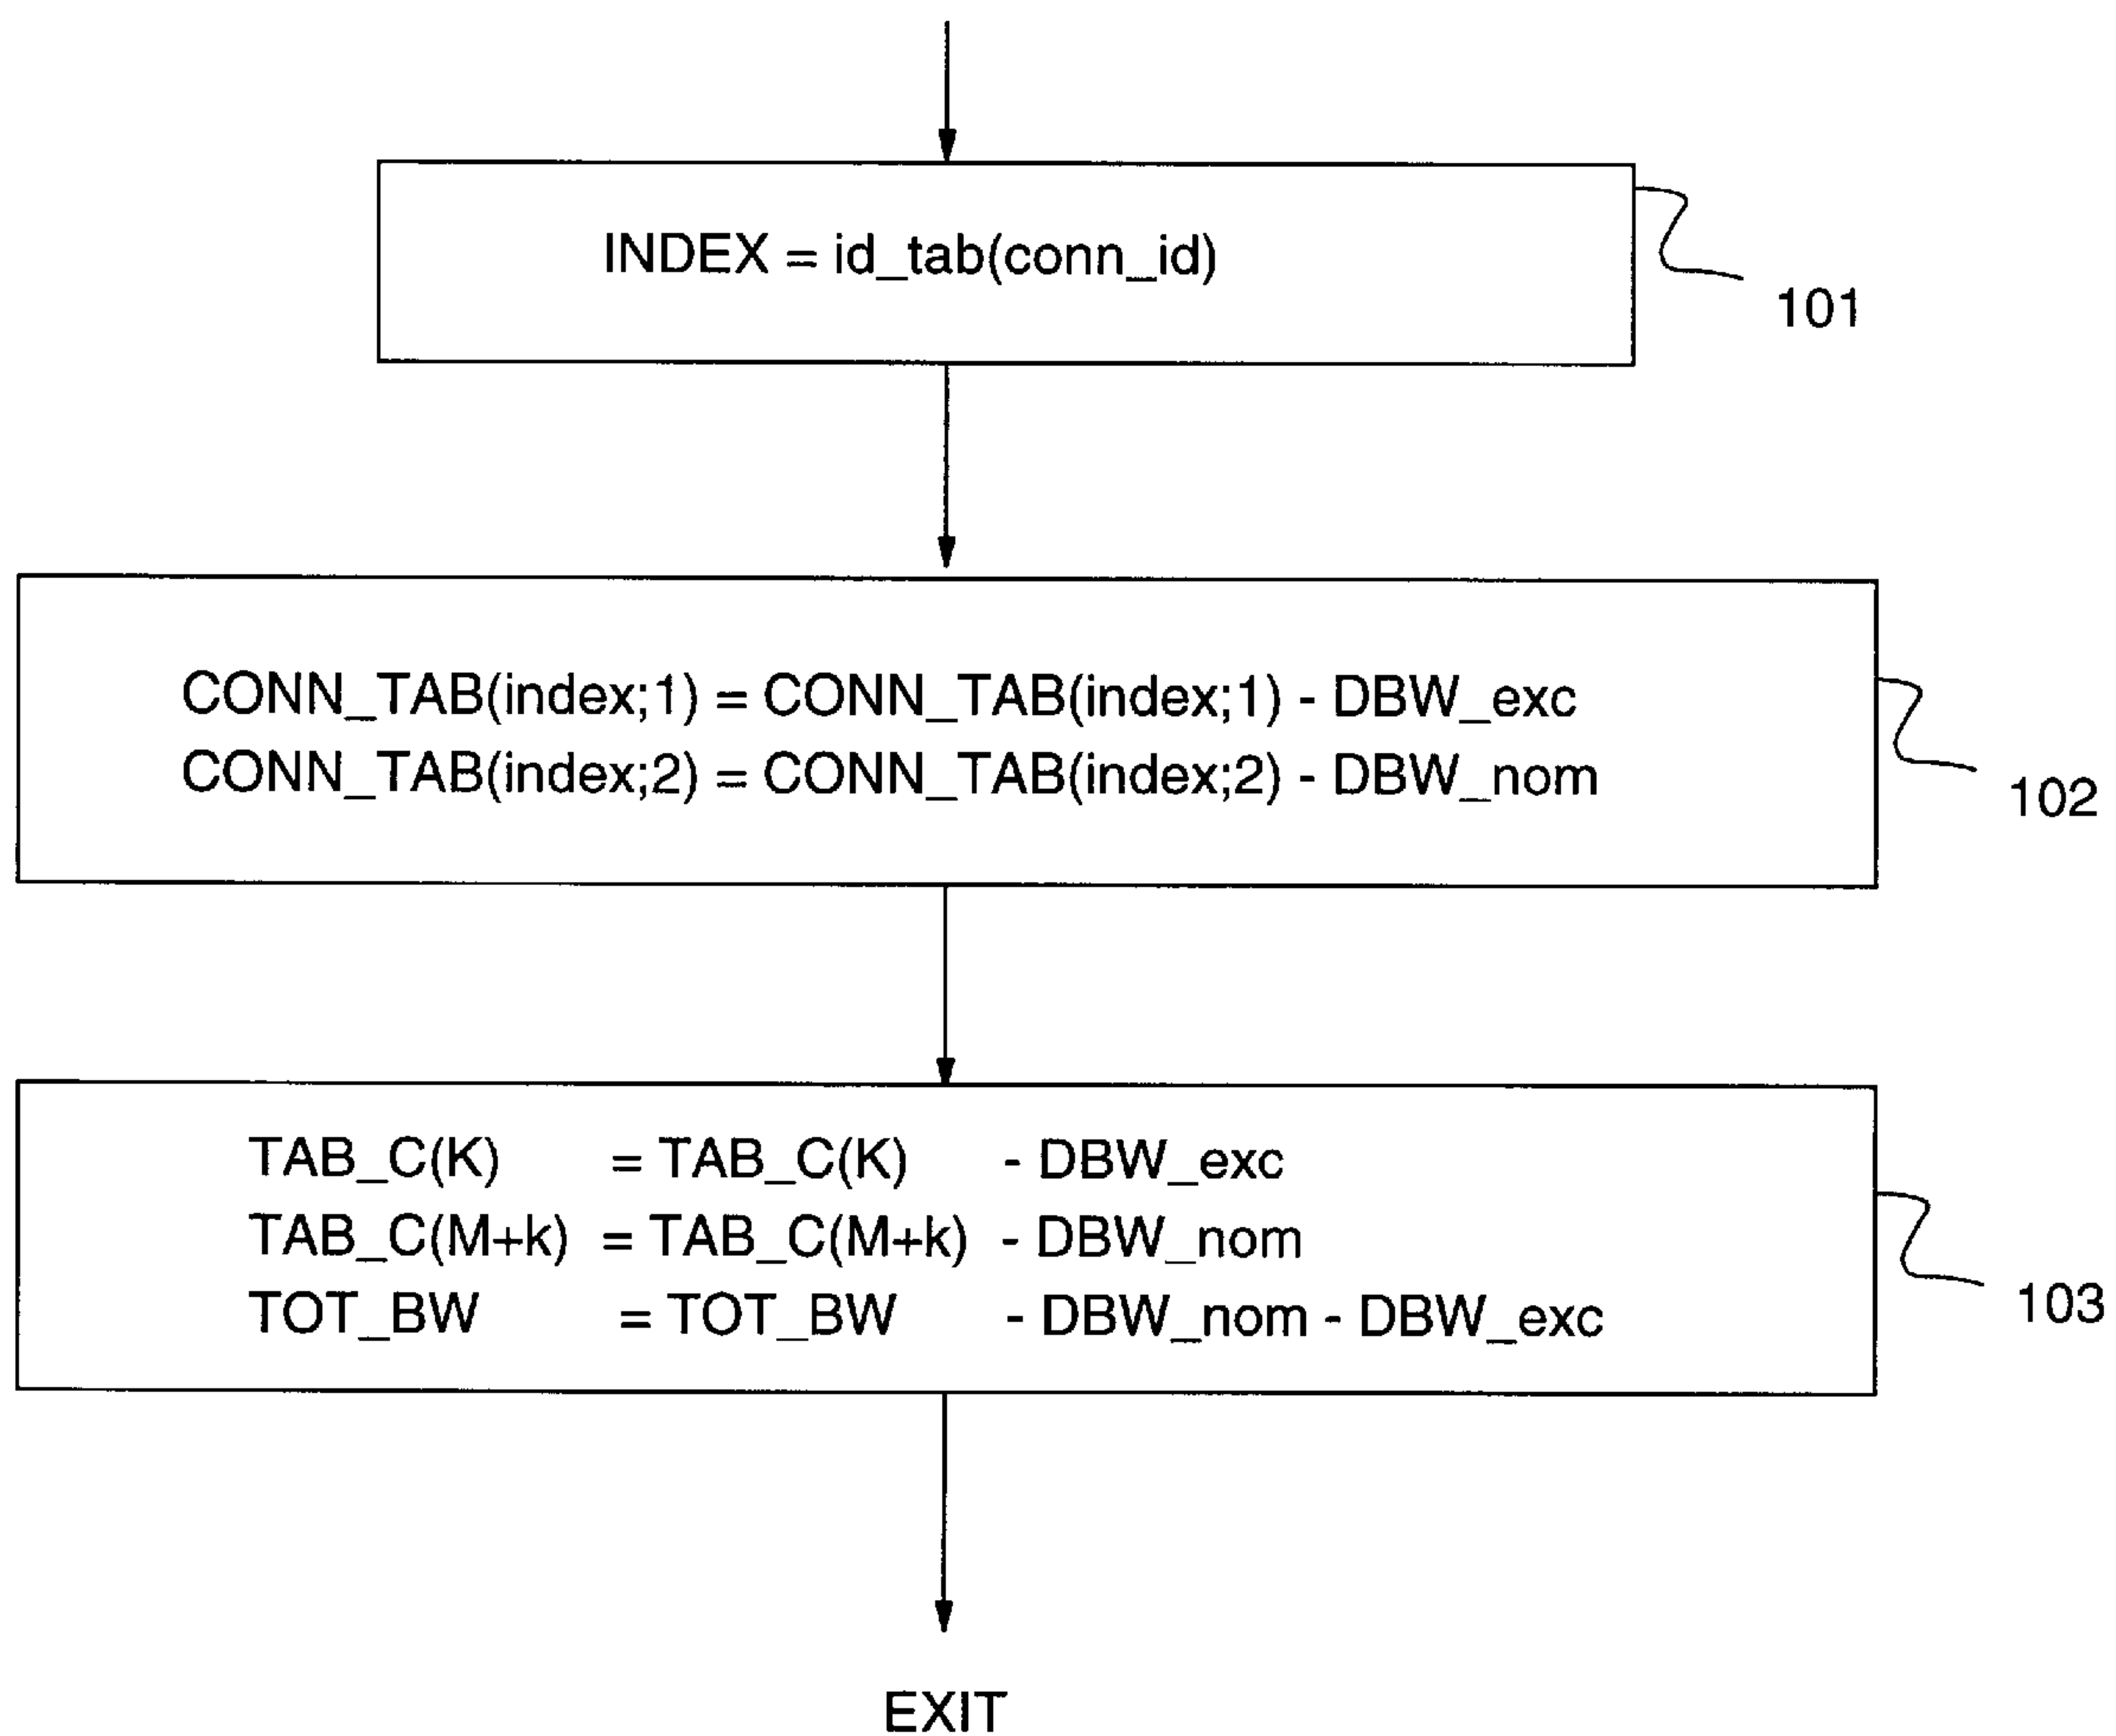 INDEX = id_tab(conn_id)
101
CONN_TAB(index;1) = CONN_TAB(index;1) - DBW_exc
CONN_TAB(index;2) = CONN_TAB(index;2) - DBW_nom
102
TAB_C(K) = TAB_C(K) - DBW_exc
TAB_C(M+k) = TAB_C(M+k) - DBW_nom
TOT_BW = TOT_BW - DBW_nom - DBW_exc
103
EXIT